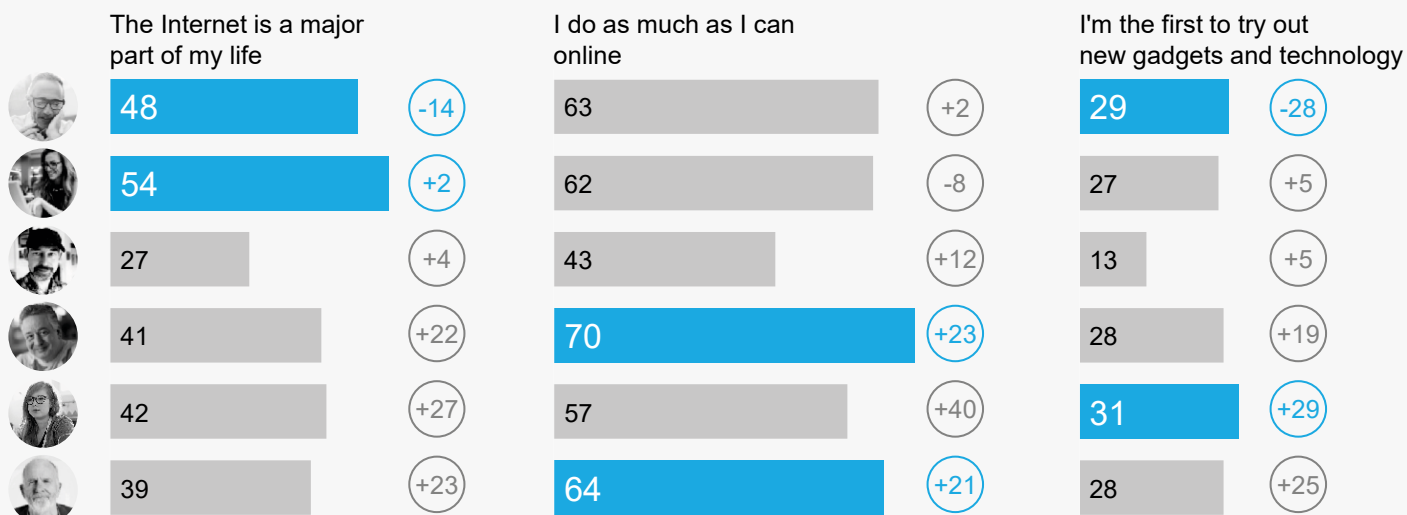 The Internet is a major
part of my life
I do as much as I can
online
I'm the first to try out
new gadgets and technology
48 -14 63 +2 29 -28
54 +2 62 -8 27 +5
27 +4 43 +12 13 +5
41 +22 70 +23 28 +19
42 +27 57 +40 31 +29
39 +23 64 +21 28 +25